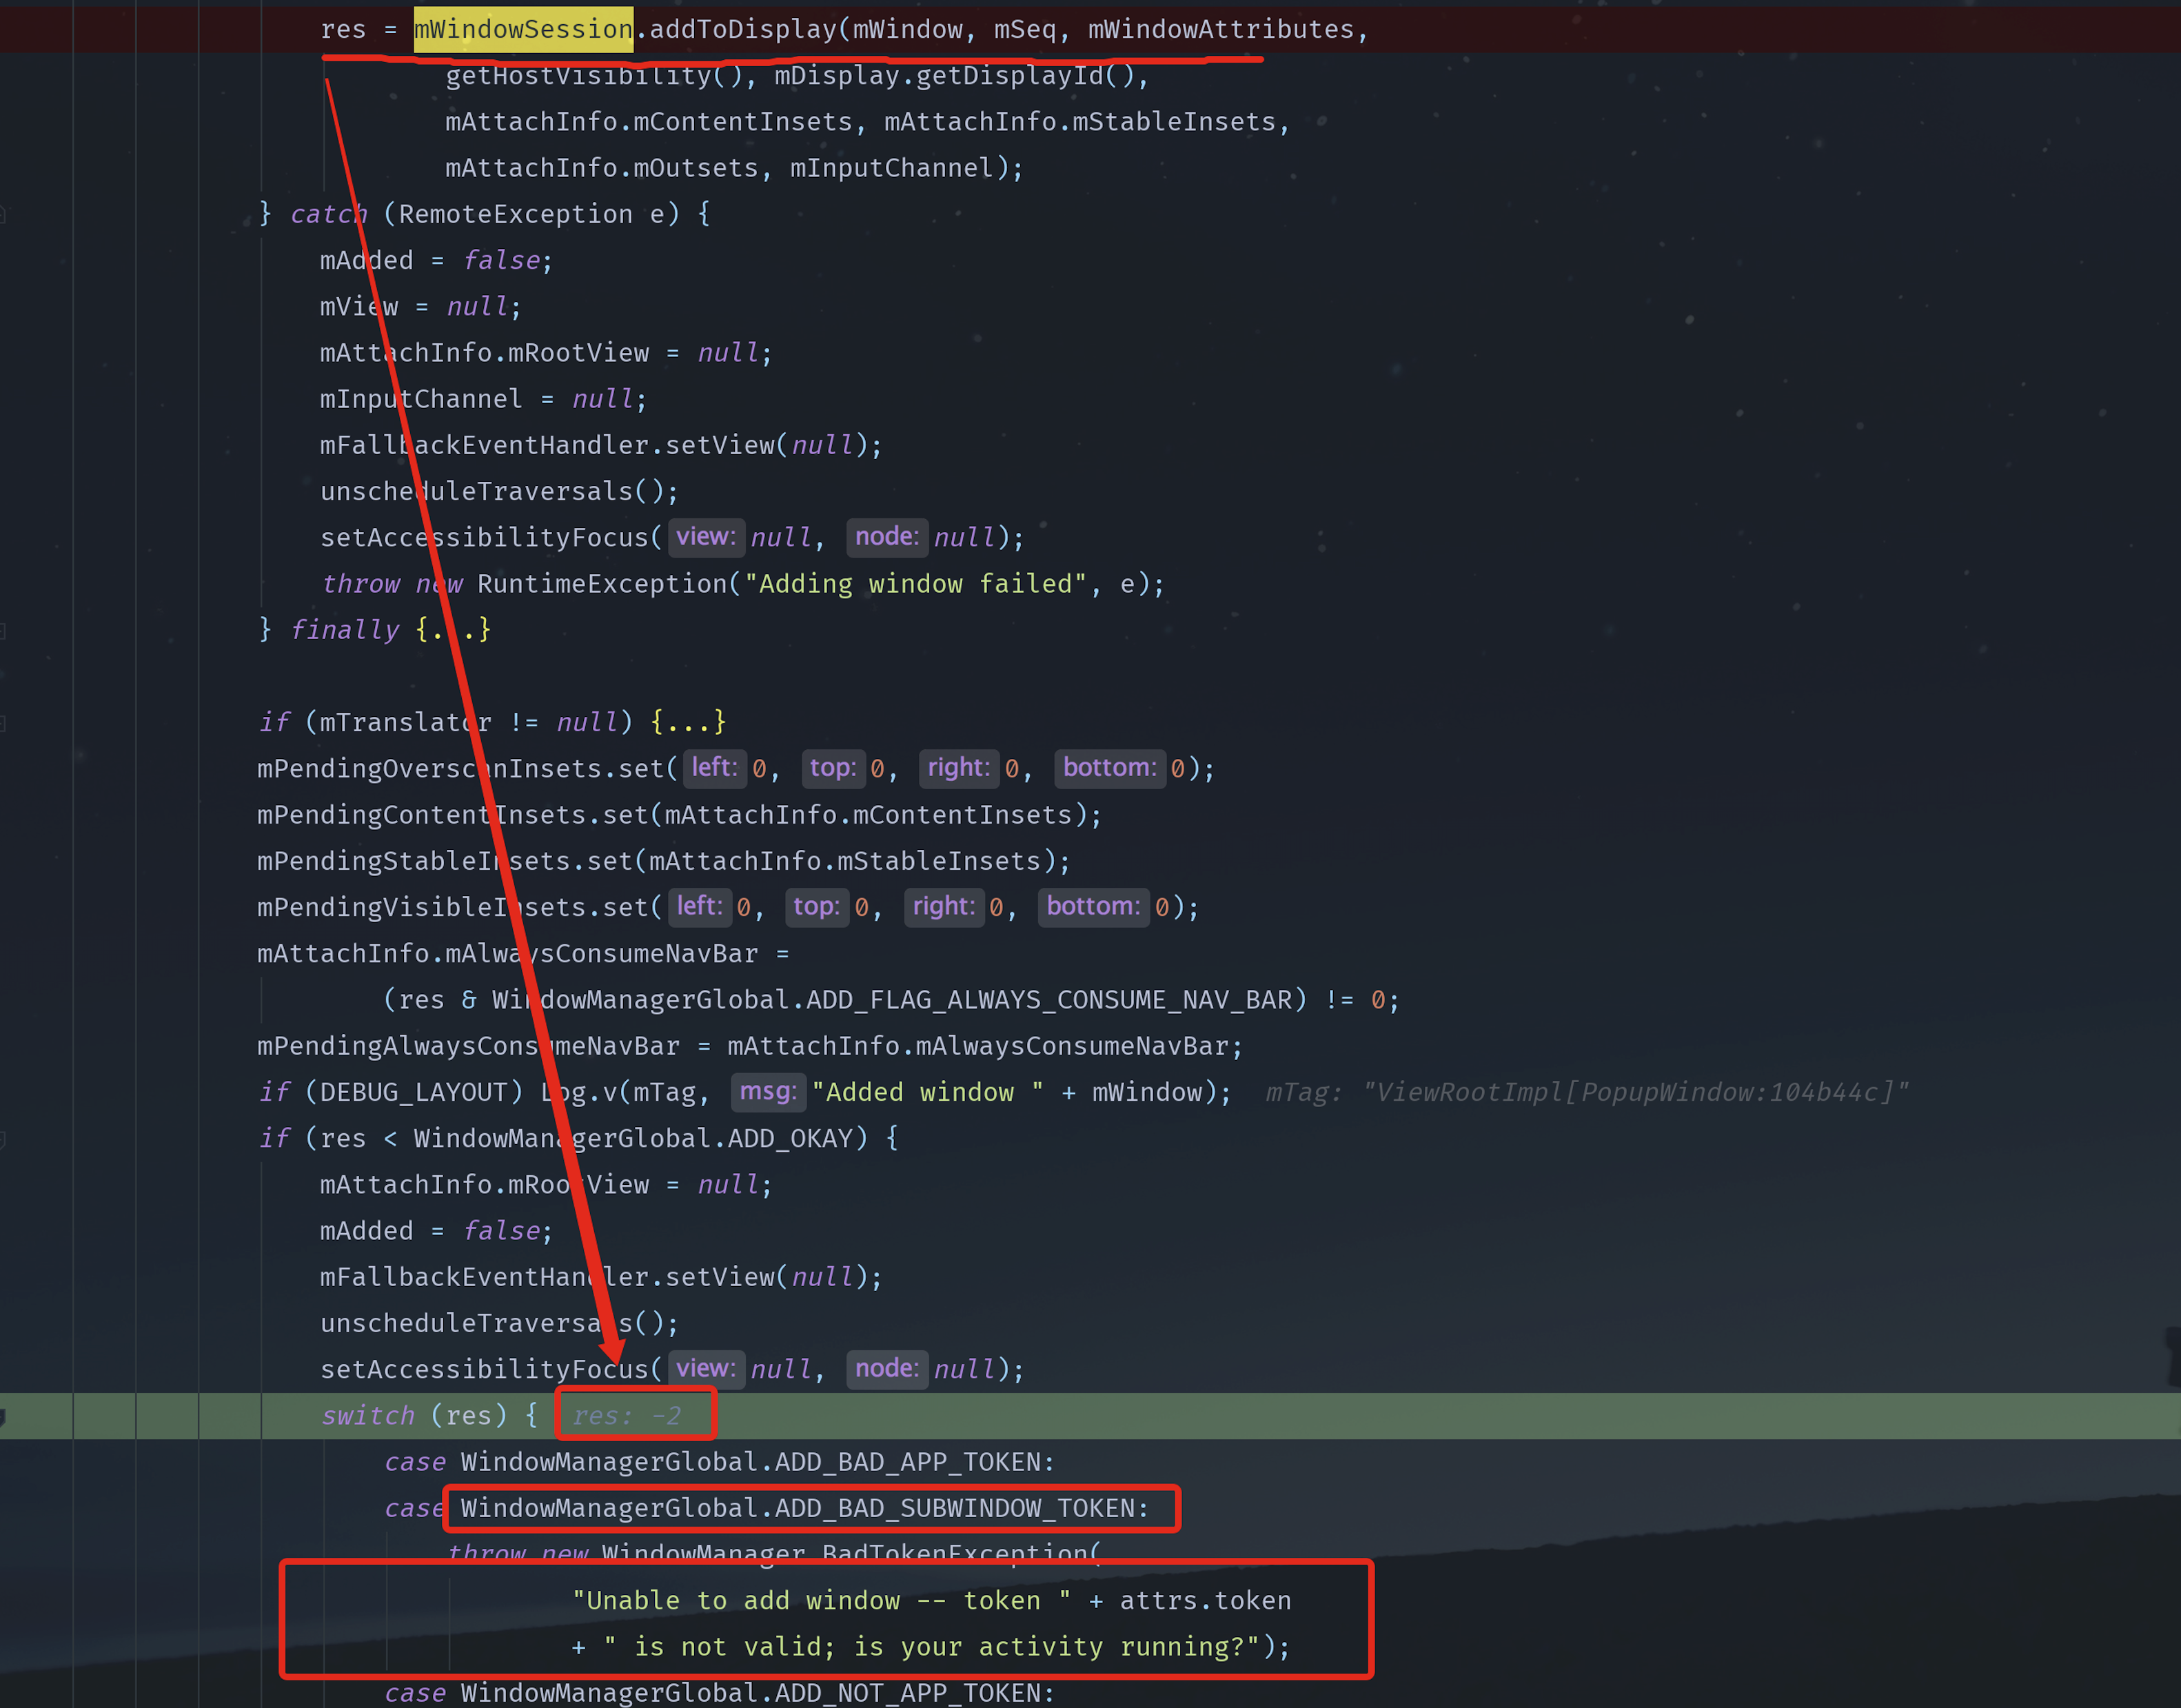 res = mWindowSession.addToDisplay(mWindow, mSeq, mWindowAttributes,
getHostVisibility(), mDisplay.getDisplayId(),
mAttachInfo.mContentInsets, mAttachInfo.mStableInsets,
mAttachInfo.mOutsets, mInputChannel);
} catch (RemoteException e) {
mAdded = false;
mView = null;
mAttachInfo.mRootView = null;
mInputChannel = null;
mFallbackEventHandler.setView(null);
unscheduleTraversals();
setAccessibilityFocus( view: null, node: null);
throw new RuntimeException("Adding window failed", e);
} finally {...}
if (mTranslator != null) {...}
mPendingOverscanInsets.set( left: 0, top: 0, right: 0, bottom: 0);
mPendingContentInsets.set(mAttachInfo.mContentInsets);
mPendingStableInsets.set(mAttachInfo.mStableInsets);
mPendingVisibleInsets.set( left: 0, top: 0, right: 0, bottom: 0);
mAttachInfo.mAlwaysConsumeNavBar =
(res & WindowManagerGlobal.ADD_FLAG_ALWAYS_CONSUME_NAV_BAR) != 0;
mPendingAlwaysConsumeNavBar = mAttachInfo.mAlwaysConsumeNavBar;
if (DEBUG_LAYOUT) Log.v(mTag, msg: "Added window " + mWindow); mTag: "ViewRootImpl[PopupWindow:104b44c]"
if (res < WindowManagerGlobal.ADD_OKAY) {
mAttachInfo.mRootView = null;
mAdded = false;
mFallbackEventHandler.setView(null);
unscheduleTraversals();
setAccessibilityFocus( view: null, node: null);
switch (res) { res: -2
case WindowManagerGlobal.ADD_BAD_APP_TOKEN:
case WindowManagerGlobal.ADD_BAD_SUBWINDOW_TOKEN:
throw new WindowManager.BadTokenException(
"Unable to add window -- token " + attrs.token
+ " is not valid; is your activity running?");
case WindowManagerGlobal.ADD_NOT_APP_TOKEN: